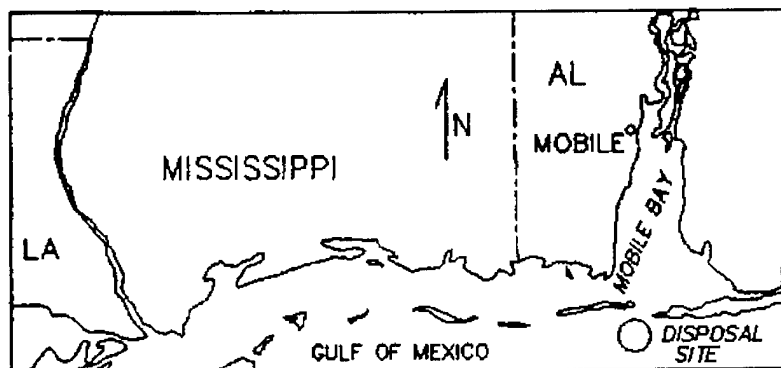 AL
N
MOBILE
MISSISSIPPI
LA
MOBILE BAY
DISPOSAL
SITE
GULF OF MEXICO